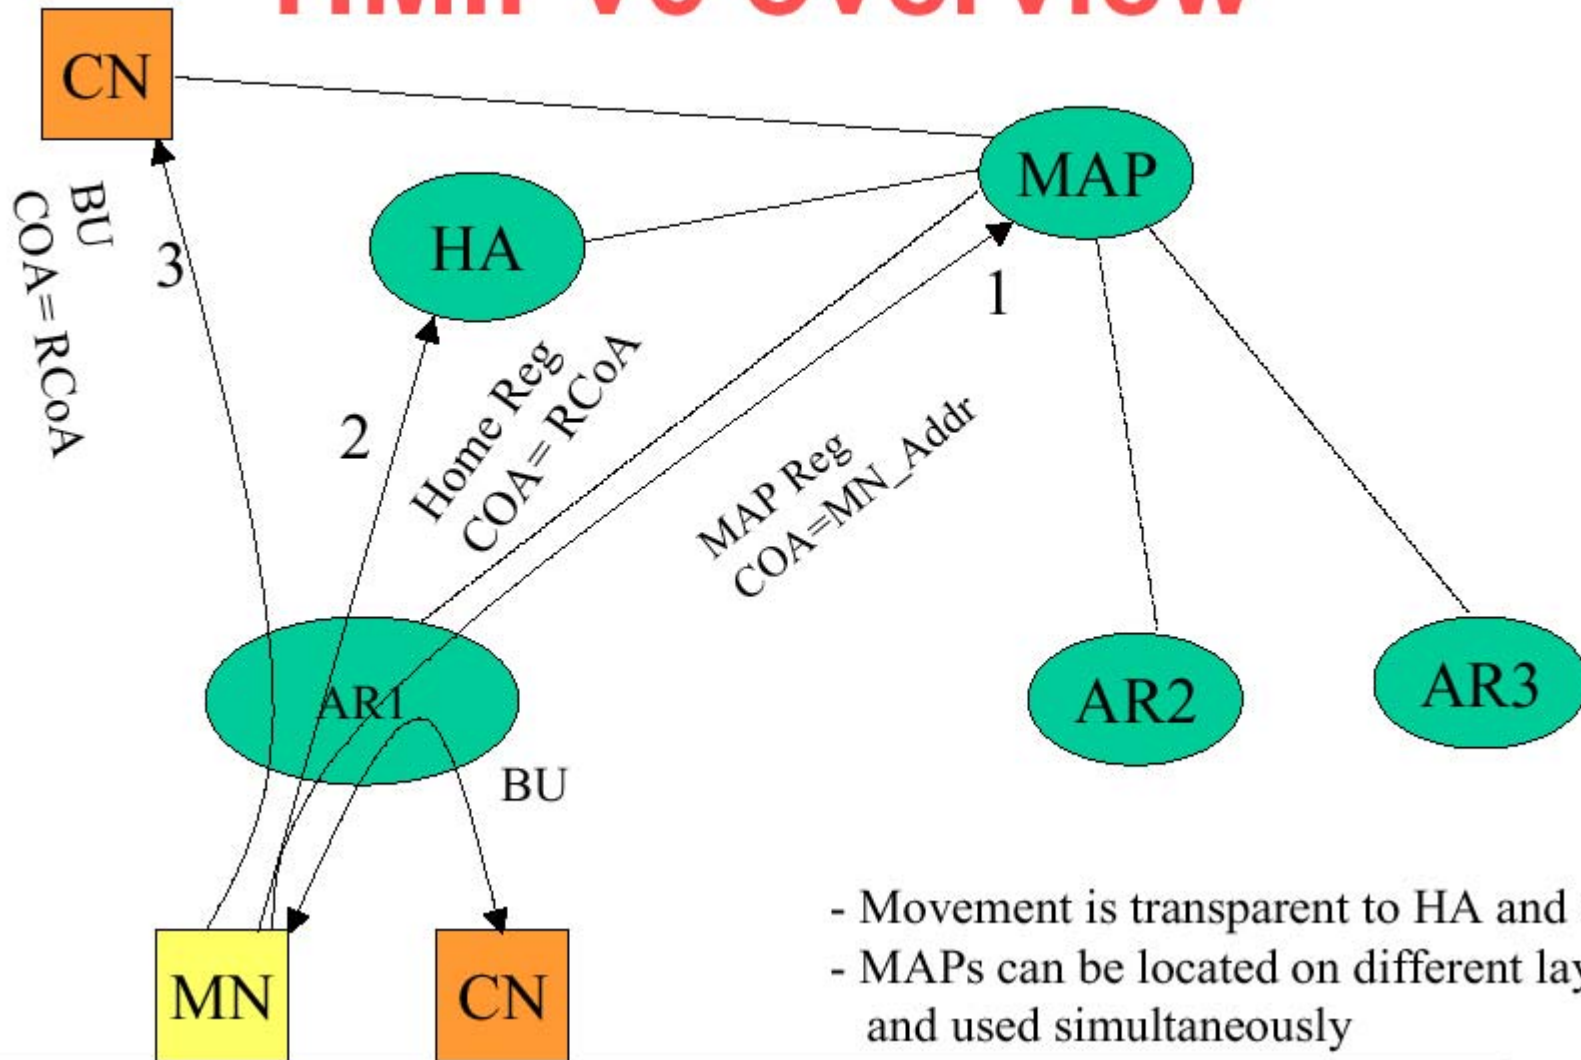 HMIPv6 Overview
CN
MAP
HA
BU
COA= RCoA
3
1
2
Home Reg
COA= RCoA
MAP Reg
COA=MN_Addr
AR1
AR2
AR3
BU
MN
CN
- Movement is transparent to HA and
- MAPs can be located on different
and used simultaneously